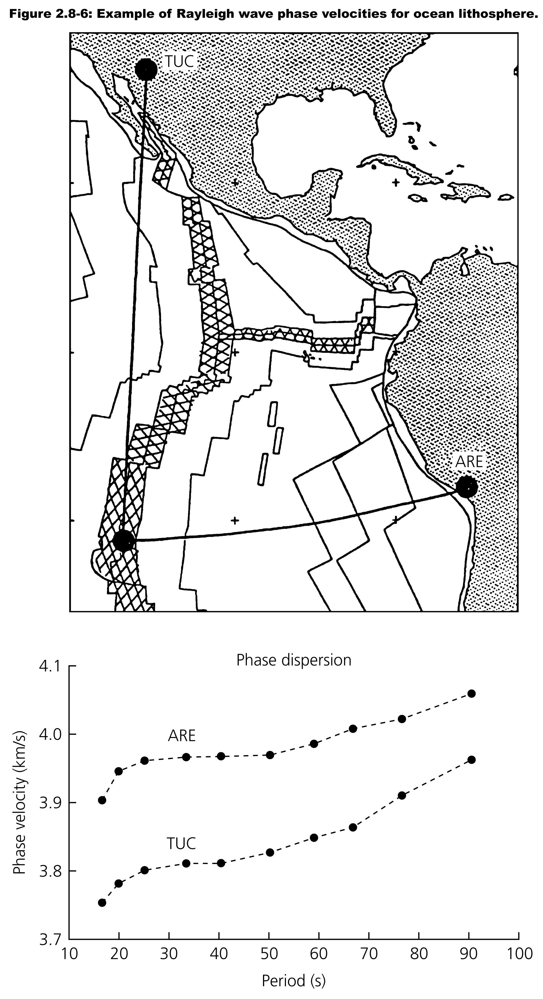 Figure 2.8-6: Example of Rayleigh wave phase velocities for ocean lithosphere.
TUC
ARE
Phase dispersion
4.1
4.0
3.9
3.8
3.7
Phase velocity (km/s)
ARE
TUC
10 20 30 40 50 60 70 80 90 100
Period (s)